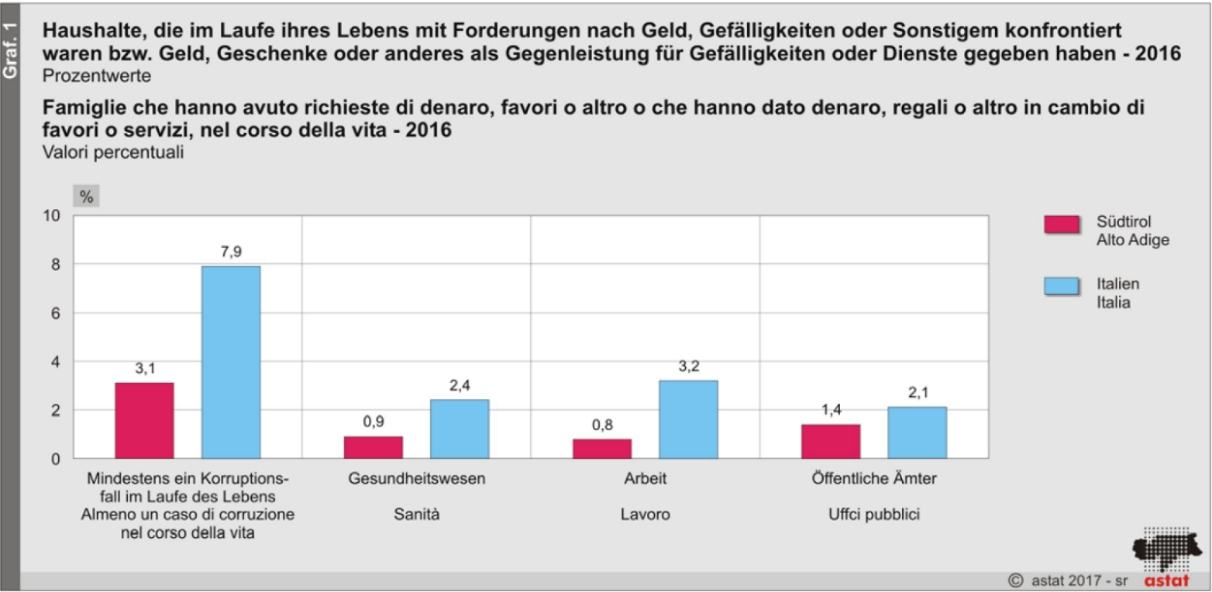 Graf. 1
Haushalte, die im Laufe ihres Lebens mit Forderungen nach Geld, Gefälligkeiten oder Sonstigem konfrontiert
waren bzw. Geld, Geschenke oder anderes als Gegenleistung für Gefälligkeiten oder Dienste gegeben haben - 2016
Prozentwerte
Famiglie che hanno avuto richieste di denaro, favori o altro o che hanno dato denaro, regali o altro in cambio di
favori o servizi, nel corso della vita - 2016
Valori percentuali
%
10
8
6
4
2
0
3,1
7,9
0,9
2,4
0,8
3,2
1,4
2,1
Mindestens ein Korruptions-
fall im Laufe des Lebens
Almeno un caso di corruzione
nel corso della vita
Gesundheitswesen
Sanità
Arbeit
Lavoro
Öffentliche Ämter
Uffci pubblici
Südtirol
Alto Adige
Italien
Italia
© astat 2017 - sr
astat